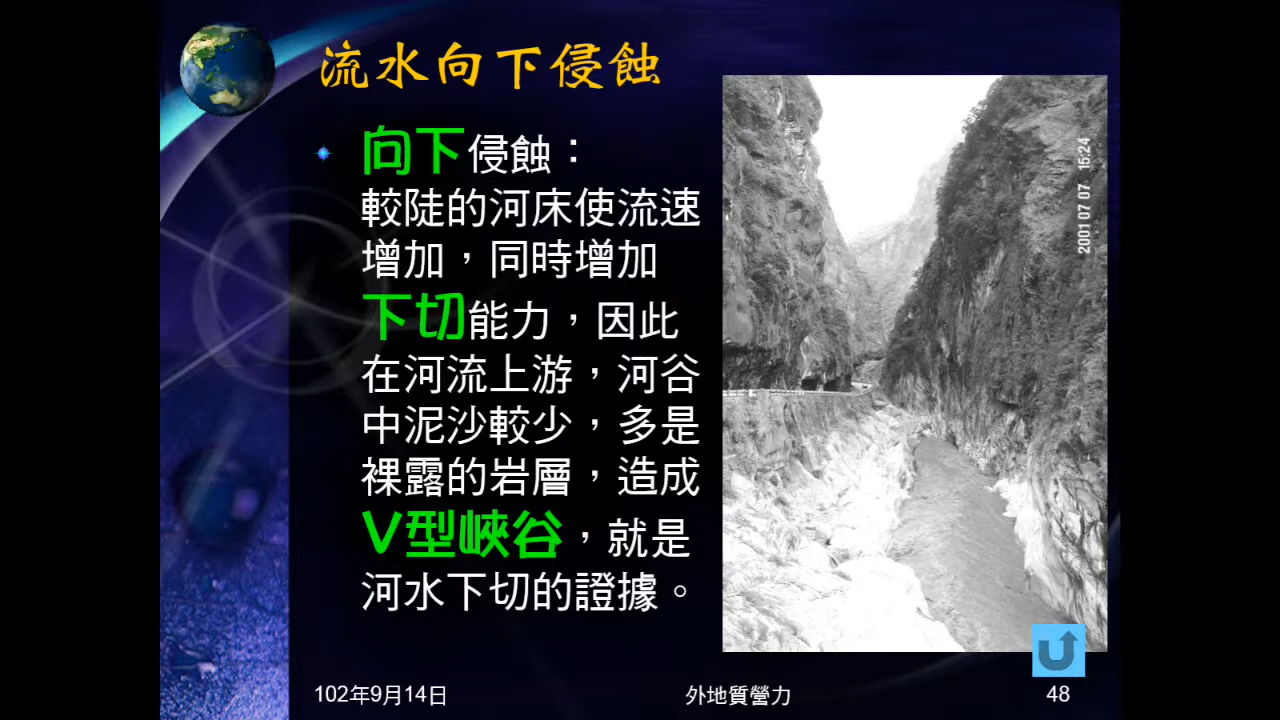 流水向下侵蝕
向下侵蝕：
較陡的河床使流速
增加，同時增加
下切能力，因此
在河流上游，河谷
中泥沙較少，多是
裸露的岩層，造成
V型峽谷，就是
河水下切的證據。
2001 07 07 15:24
102年9月14日
外地質營力
48